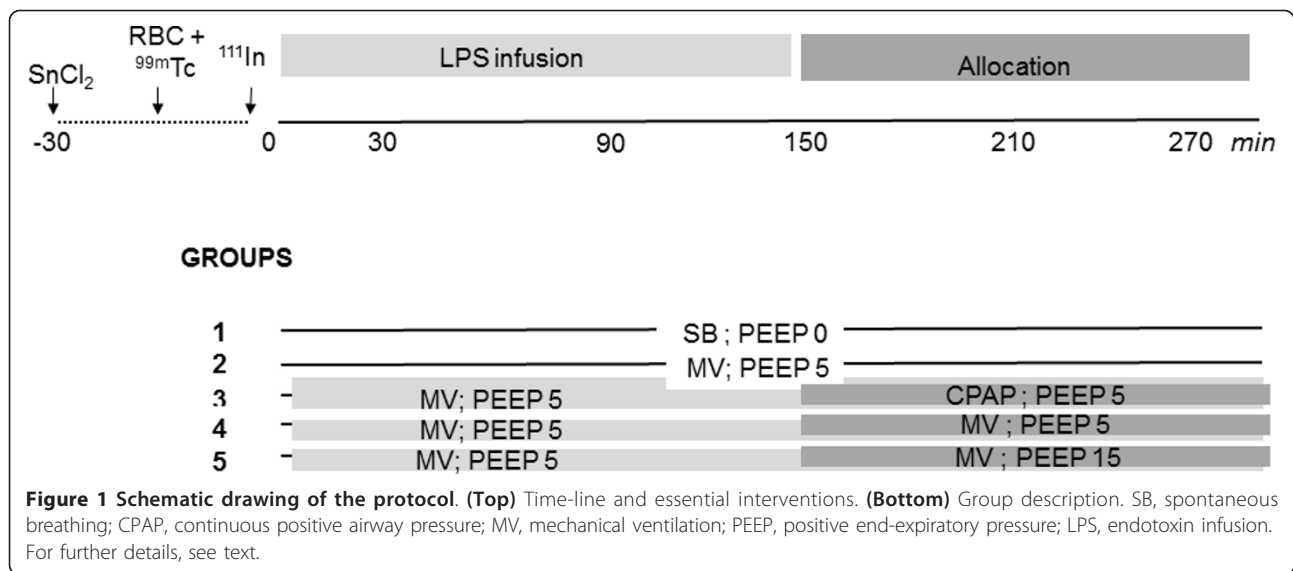 RBC +
SnCl₂ ⁹⁹ᵐTc ¹¹¹In LPS infusion Allocation
-30 0 30 90 150 210 270 min
GROUPS
1 SB ; PEEP 0
2 MV; PEEP 5
3 MV; PEEP 5 CPAP ; PEEP 5
4 MV; PEEP 5 MV ; PEEP 5
5 MV; PEEP 5 MV ; PEEP 15
Figure 1 Schematic drawing of the protocol. (Top) Time-line and essential interventions. (Bottom) Group description. SB, spontaneous
breathing; CPAP, continuous positive airway pressure; MV, mechanical ventilation; PEEP, positive end-expiratory pressure; LPS, endotoxin infusion.
For further details, see text.